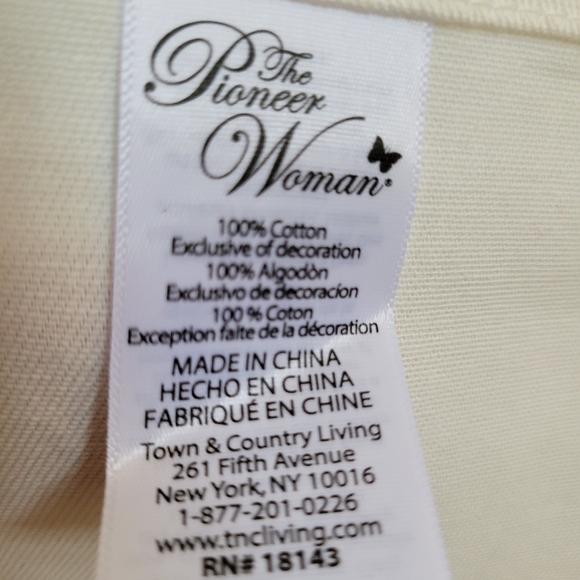 The
Pioneer
Woman®
100% Cotton
Exclusive of decoration
100% Algodòn
Exclusivo de decoracíon
100 % Coton
Exception faite de la décoration
MADE IN CHINA
HECHO EN CHINA
FABRIQUÉ EN CHINE
Town & Country Living
261 Fifth Avenue
New York, NY 10016
1-877-201-0226
www.tncliving.com
RN# 18143